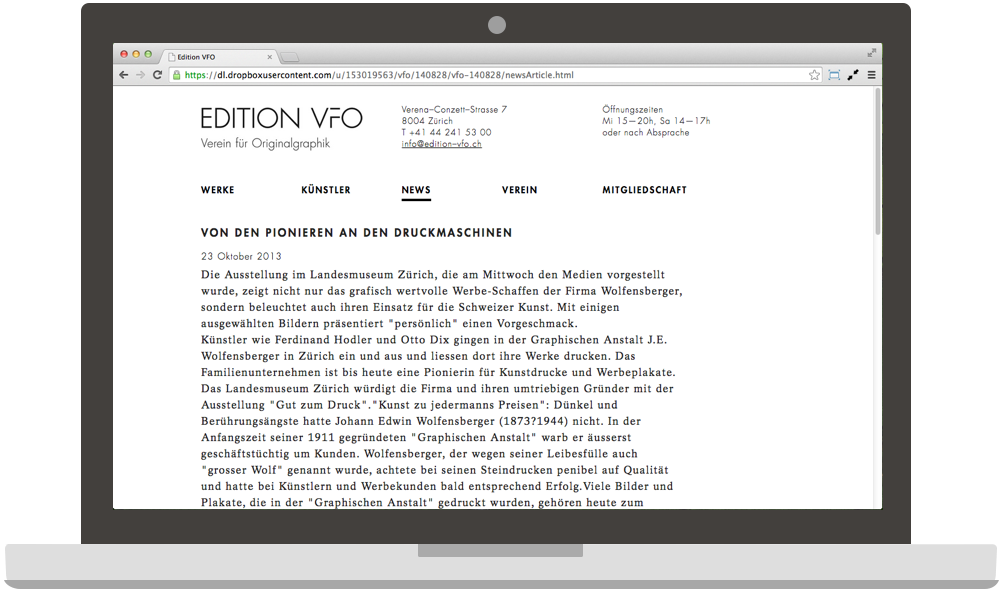 Edition VFO
https://dl.dropboxusercontent.com/u/153019563/vfo/140828/vfo-140828/newsArticle.html
EDITION VFO
Verein für Originalgraphik
Verena–Conzett–Strasse 7
8004 Zürich
T +41 44 241 53 00
info@edition–vfo.ch
Öffnungszeiten
Mi 15—20h, Sa 14—17h
oder nach Absprache
WERKE KÜNSTLER NEWS VEREIN MITGLIEDSCHAFT
VON DEN PIONIEREN AN DEN DRUCKMASCHINEN
23 Oktober 2013
Die Ausstellung im Landesmuseum Zürich, die am Mittwoch den Medien vorgestellt
wurde, zeigt nicht nur das grafisch wertvolle Werbe-Schaffen der Firma Wolfensberger,
sondern beleuchtet auch ihren Einsatz für die Schweizer Kunst. Mit einigen
ausgewählten Bildern präsentiert "persönlich" einen Vorgeschmack.
Künstler wie Ferdinand Hodler und Otto Dix gingen in der Graphischen Anstalt J.E.
Wolfensberger in Zürich ein und aus und liessen dort ihre Werke drucken. Das
Familienunternehmen ist bis heute eine Pionierin für Kunstdrucke und Werbeplakate.
Das Landesmuseum Zürich würdigt die Firma und ihren umtriebigen Gründer mit der
Ausstellung "Gut zum Druck"."Kunst zu jedermanns Preisen": Dünkel und
Berührungsängste hatte Johann Edwin Wolfensberger (1873?1944) nicht. In der
Anfangszeit seiner 1911 gegründeten "Graphischen Anstalt" warb er äusserst
geschäftstüchtig um Kunden. Wolfensberger, der wegen seiner Leibesfülle auch
"grosser Wolf" genannt wurde, achtete bei seinen Steindrucken penibel auf Qualität
und hatte bei Künstlern und Werbekunden bald entsprechend Erfolg.Viele Bilder und
Plakate, die in der "Graphischen Anstalt" gedruckt wurden, gehören heute zum